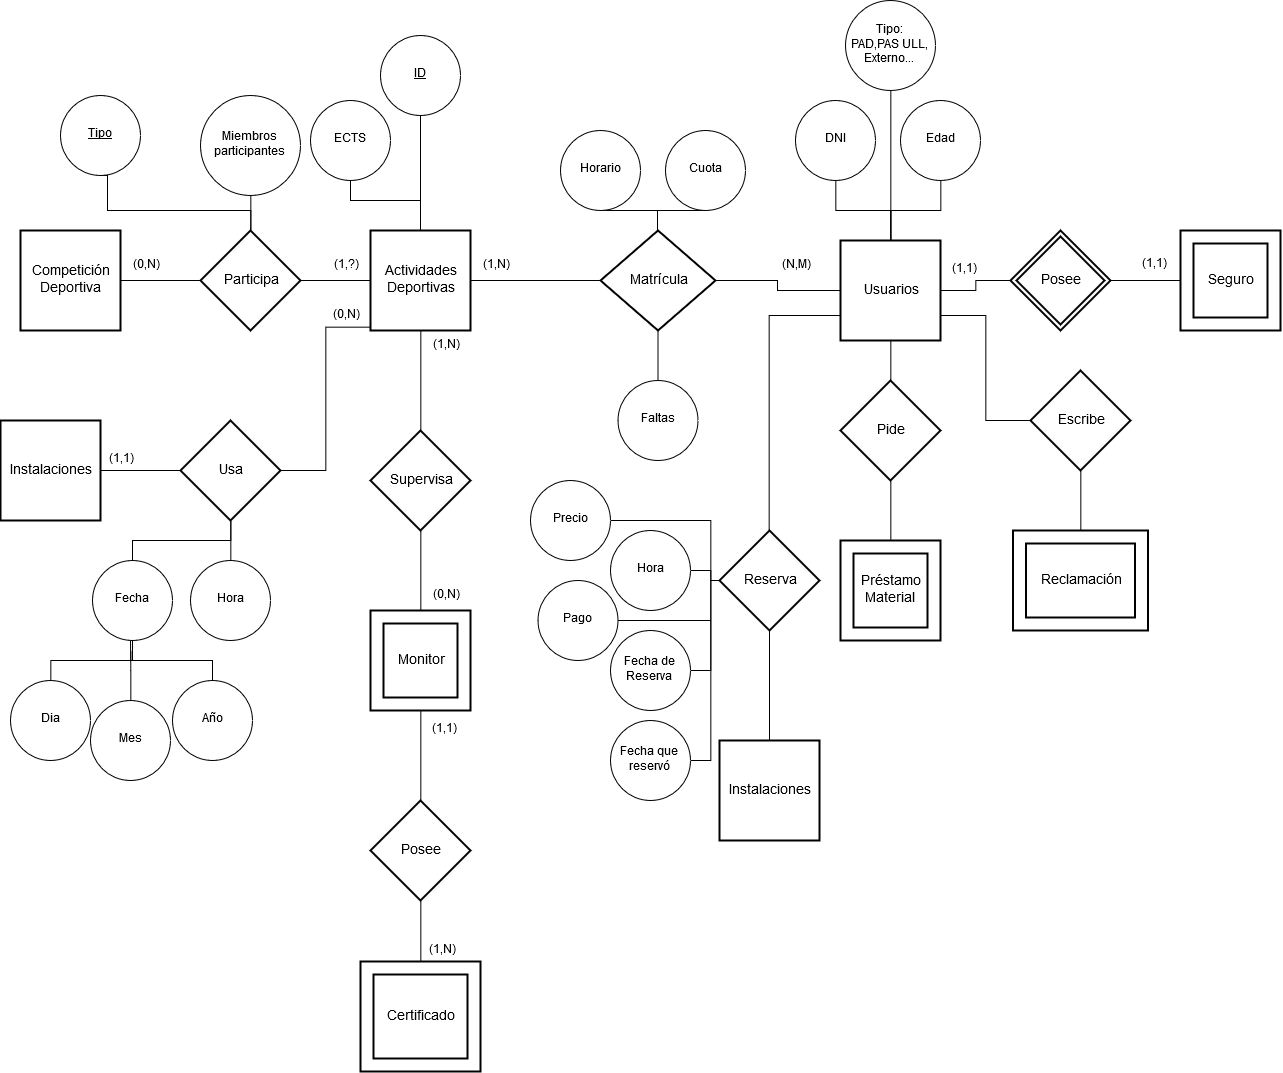 Tipo:
PAD,PAS ULL,
Externo...
ID
Tipo
Miembros
participantes
ECTS
DNI
Edad
Horario
Cuota
Competición
Deportiva
(0,N)
Participa
(1,?)
Actividades
Deportivas
(1,N)
Matrícula
(N,M)
Usuarios
(1,1)
Posee
(1,1)
Seguro
(0,N)
(1,N)
Faltas
Pide
Escribe
Instalaciones
(1,1)
Usa
Supervisa
Precio
Hora
Pago
Fecha de
Reserva
Fecha que
reservó
Reserva
Préstamo
Material
Reclamación
Fecha
Hora
(0,N)
Monitor
Dia
Mes
Año
(1,1)
Instalaciones
Posee
(1,N)
Certificado